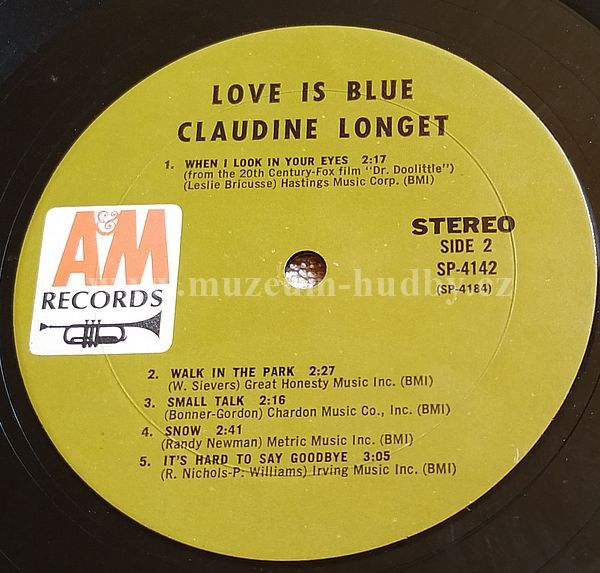 LOVE IS BLUE
CLAUDINE LONGET
1. WHEN I LOOK IN YOUR EYES 2:17
(from the 20th Century-Fox film "Dr. Doolittle")
(Leslie Bricusse) Hastings Music Corp. (BMI)
A&M
RECORDS
STEREO
SIDE 2
SP-4142
(SP-4184)
www.muzeum-hudby.cz
2. WALK IN THE PARK 2:27
(W. Sievers) Great Honesty Music Inc. (BMI)
3. SMALL TALK 2:16
(Bonner-Gordon) Chardon Music Co., Inc. (BMI)
4. SNOW 2:41
(Randy Newman) Metric Music Inc. (BMI)
5. IT'S HARD TO SAY GOODBYE 3:05
(R. Nichols-P. Williams) Irving Music Inc. (BMI)